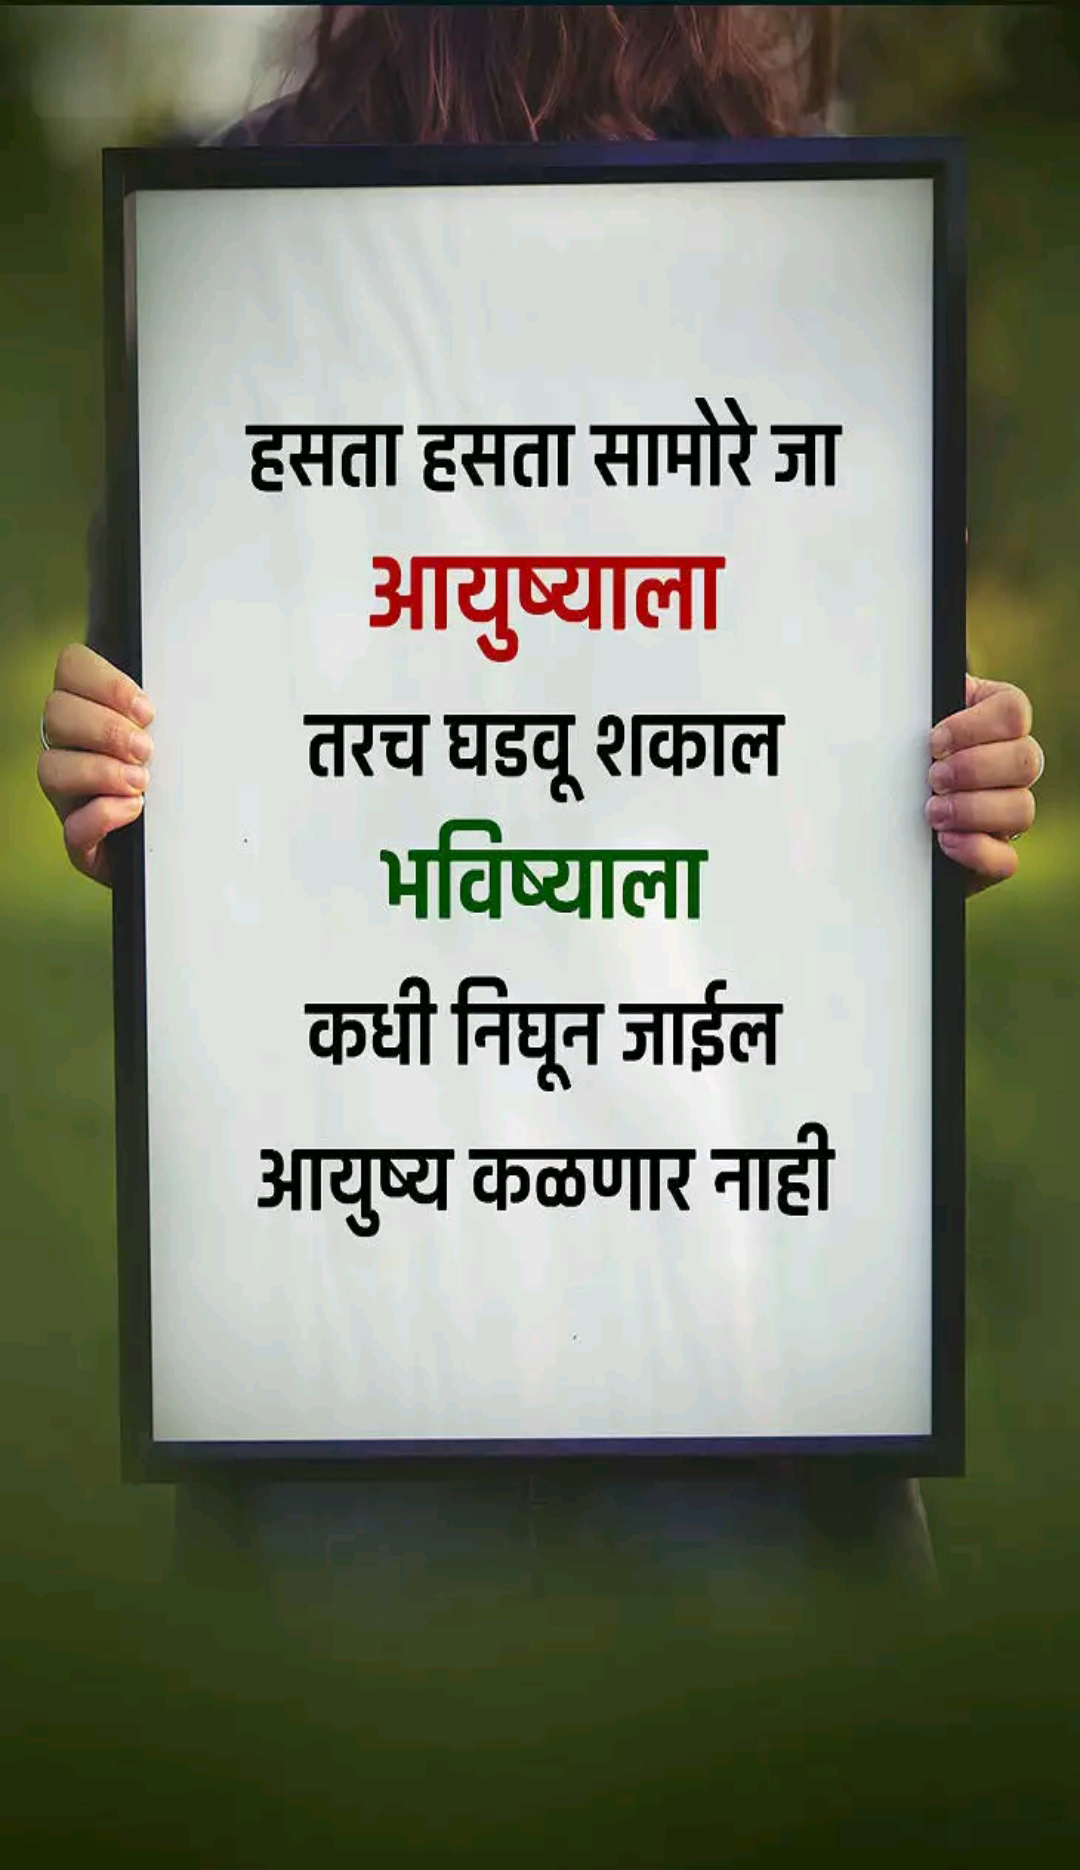 हसता हसता सामोरे जा
आयुष्याला
तरच घडवू शकाल
भविष्याला
कधी निघून जाईल
आयुष्य कळणार नाही